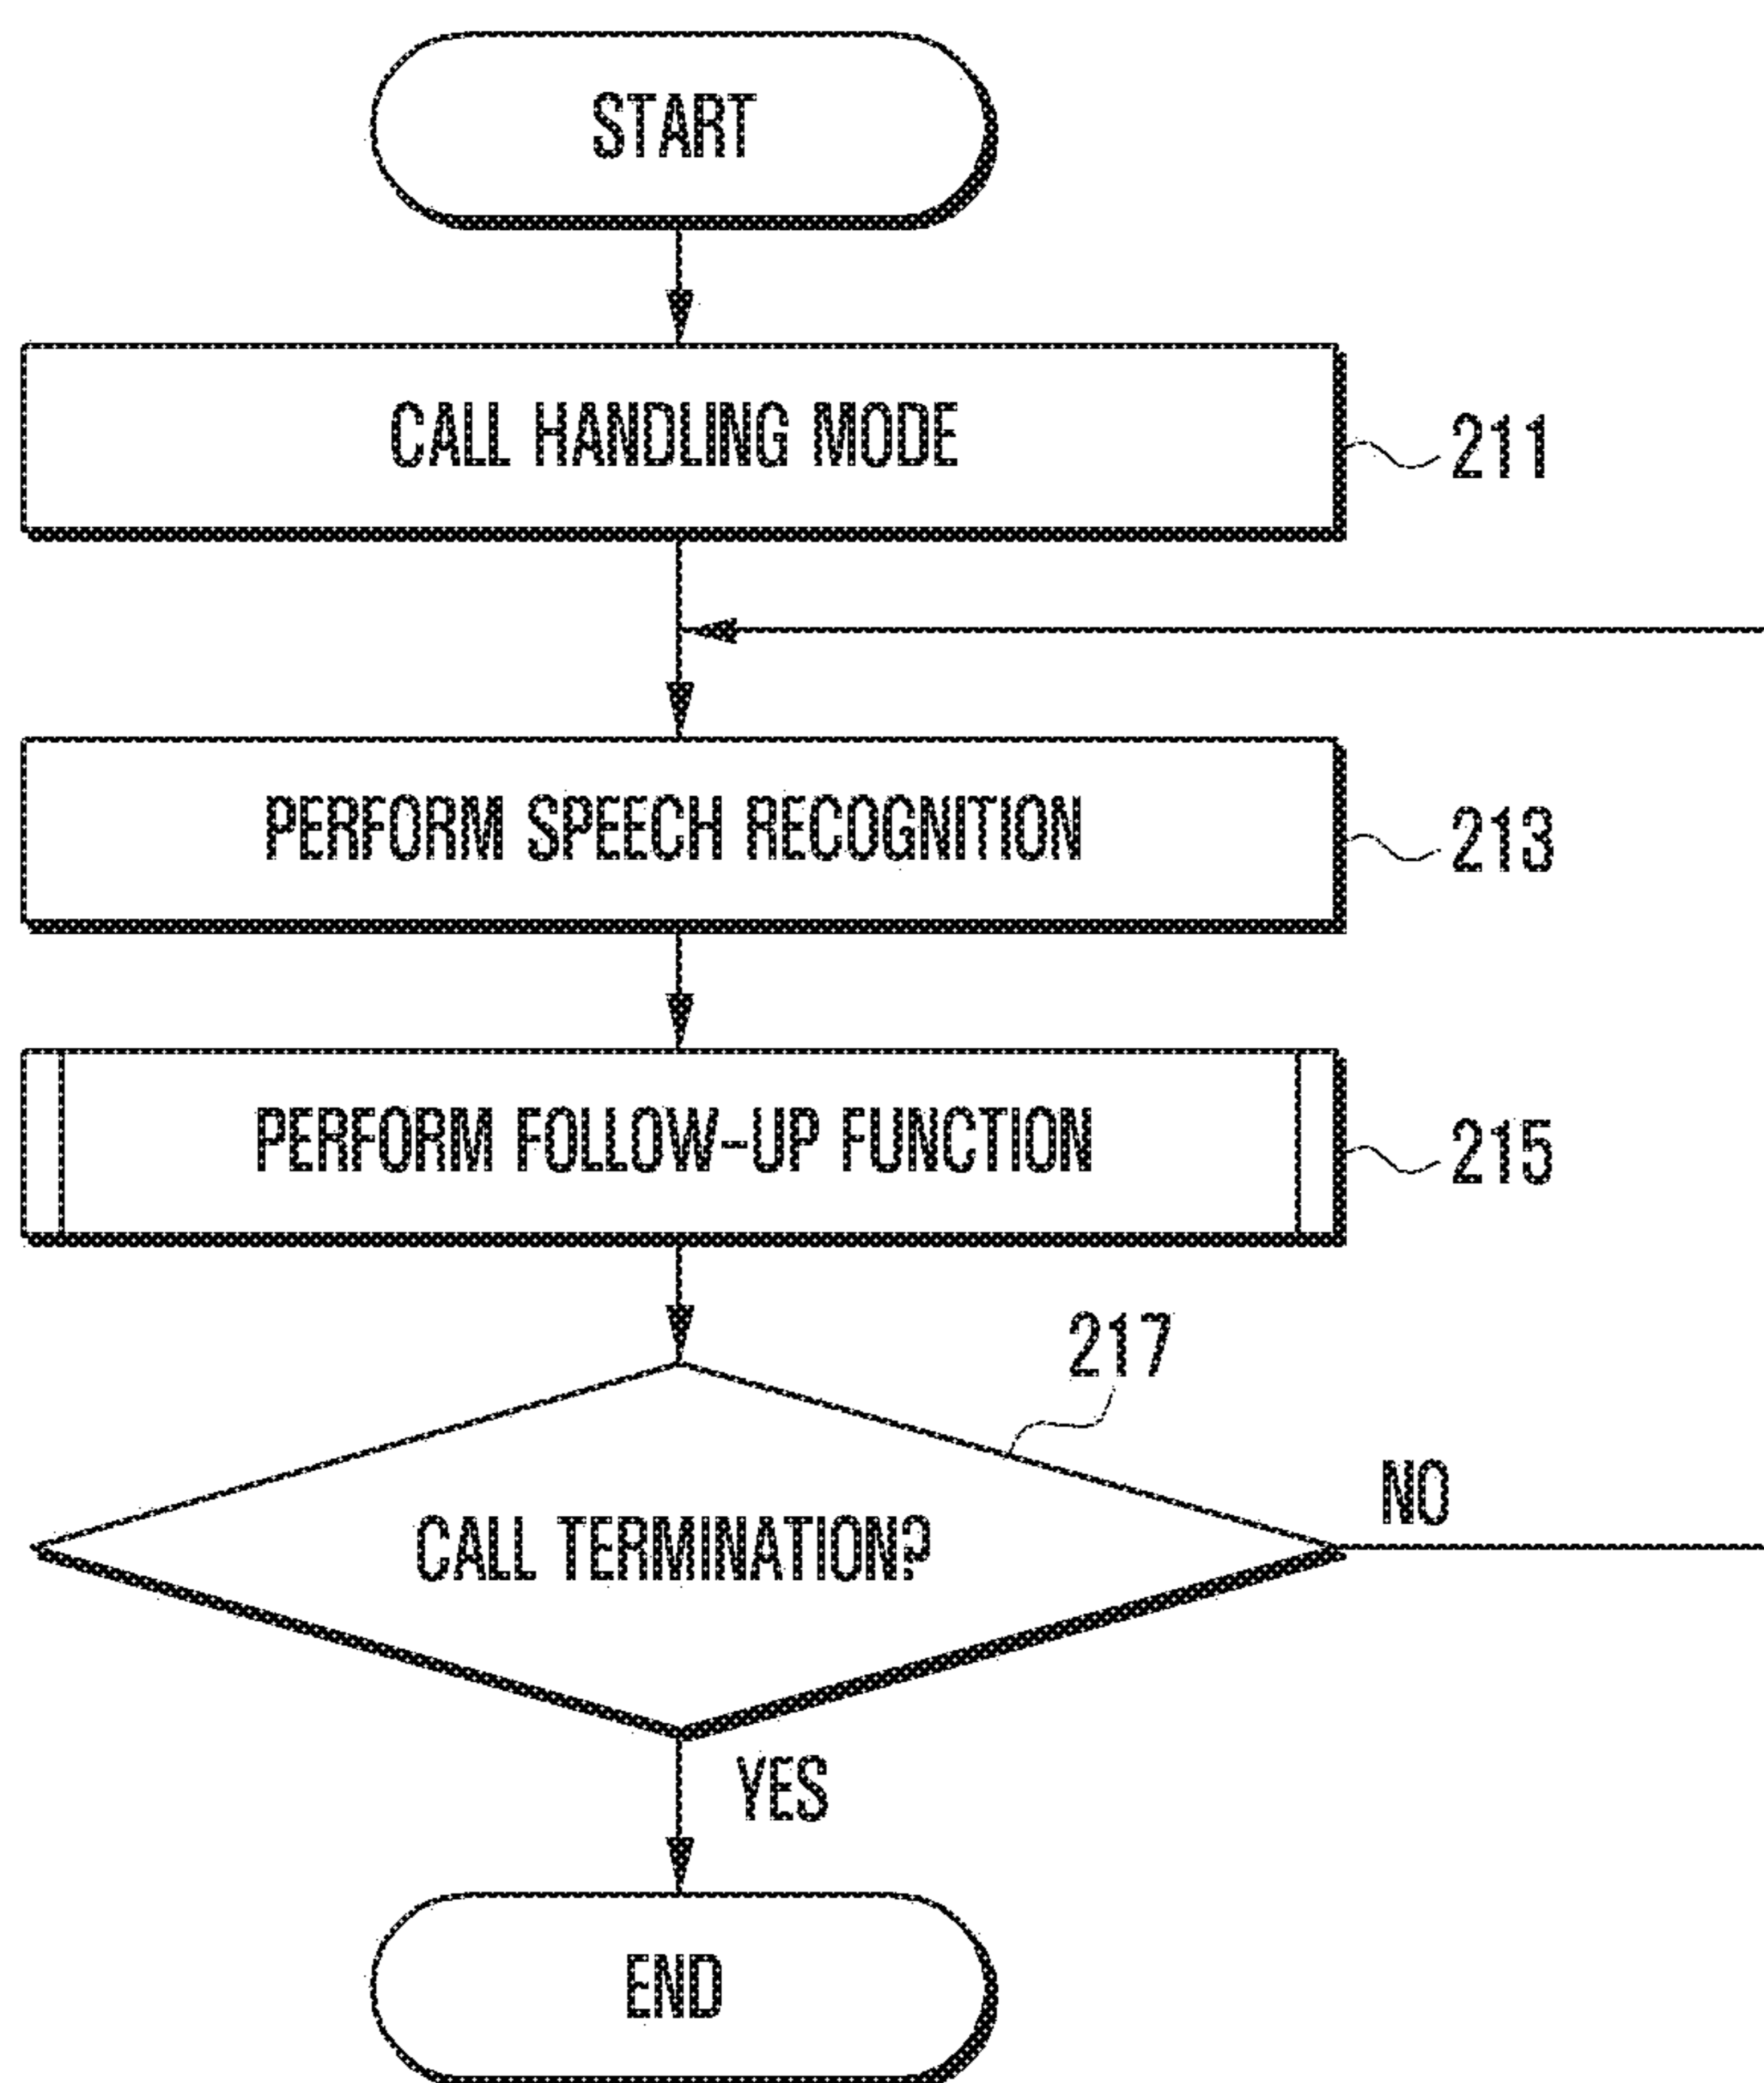 START
CALL HANDLING MODE
211
PERFORM SPEECH RECOGNITION
213
PERFORM FOLLOW-UP FUNCTION
215
217
CALL TERMINATION?
NO
YES
END